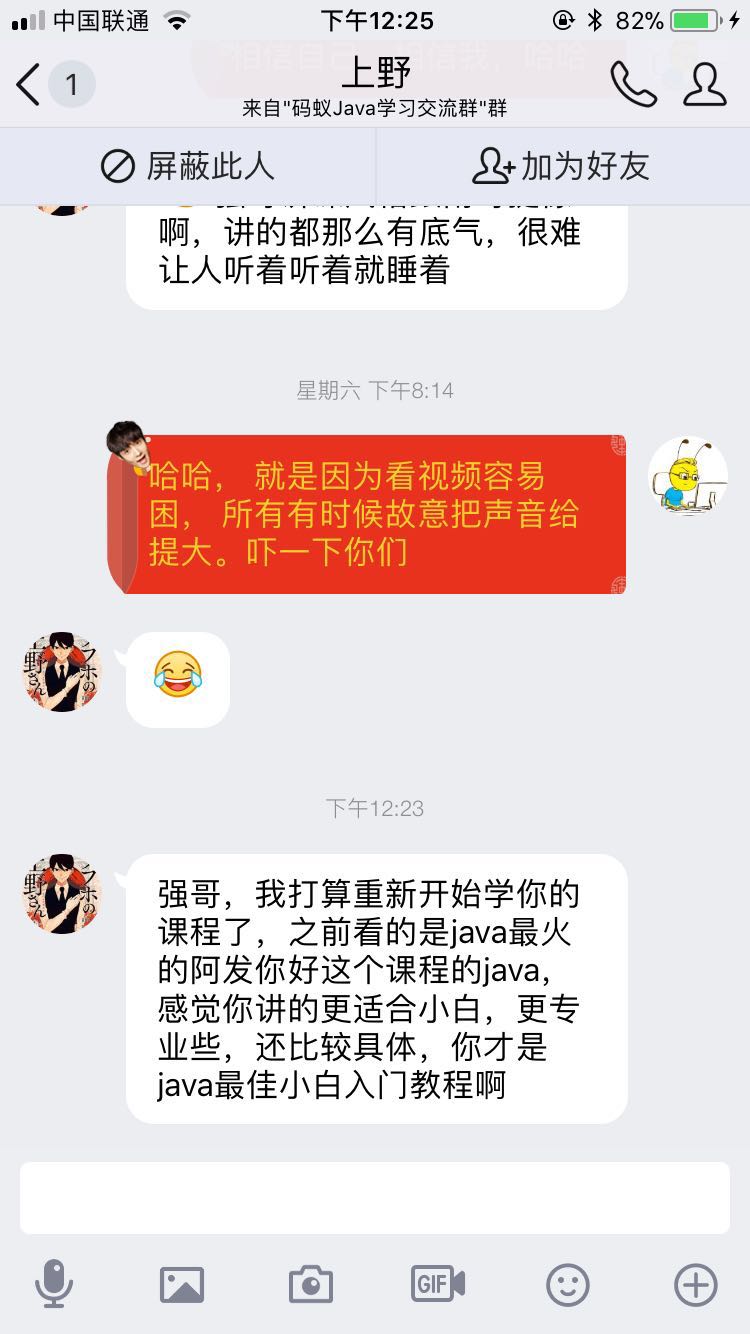 中国联通
下午12:25
82%
1
上野
来自"码蚁Java学习交流群"群
屏蔽此人
加为好友
啊，讲的都那么有底气，很难
让人听着听着就睡着
星期六 下午8:14
哈哈， 就是因为看视频容易
困， 所有有时候故意把声音给
提大。吓一下你们
下午12:23
强哥，我打算重新开始学你的
课程了，之前看的是java最火
的阿发你好这个课程的java，
感觉你讲的更适合小白，更专
业些，还比较具体，你才是
java最佳小白入门教程啊
GIF